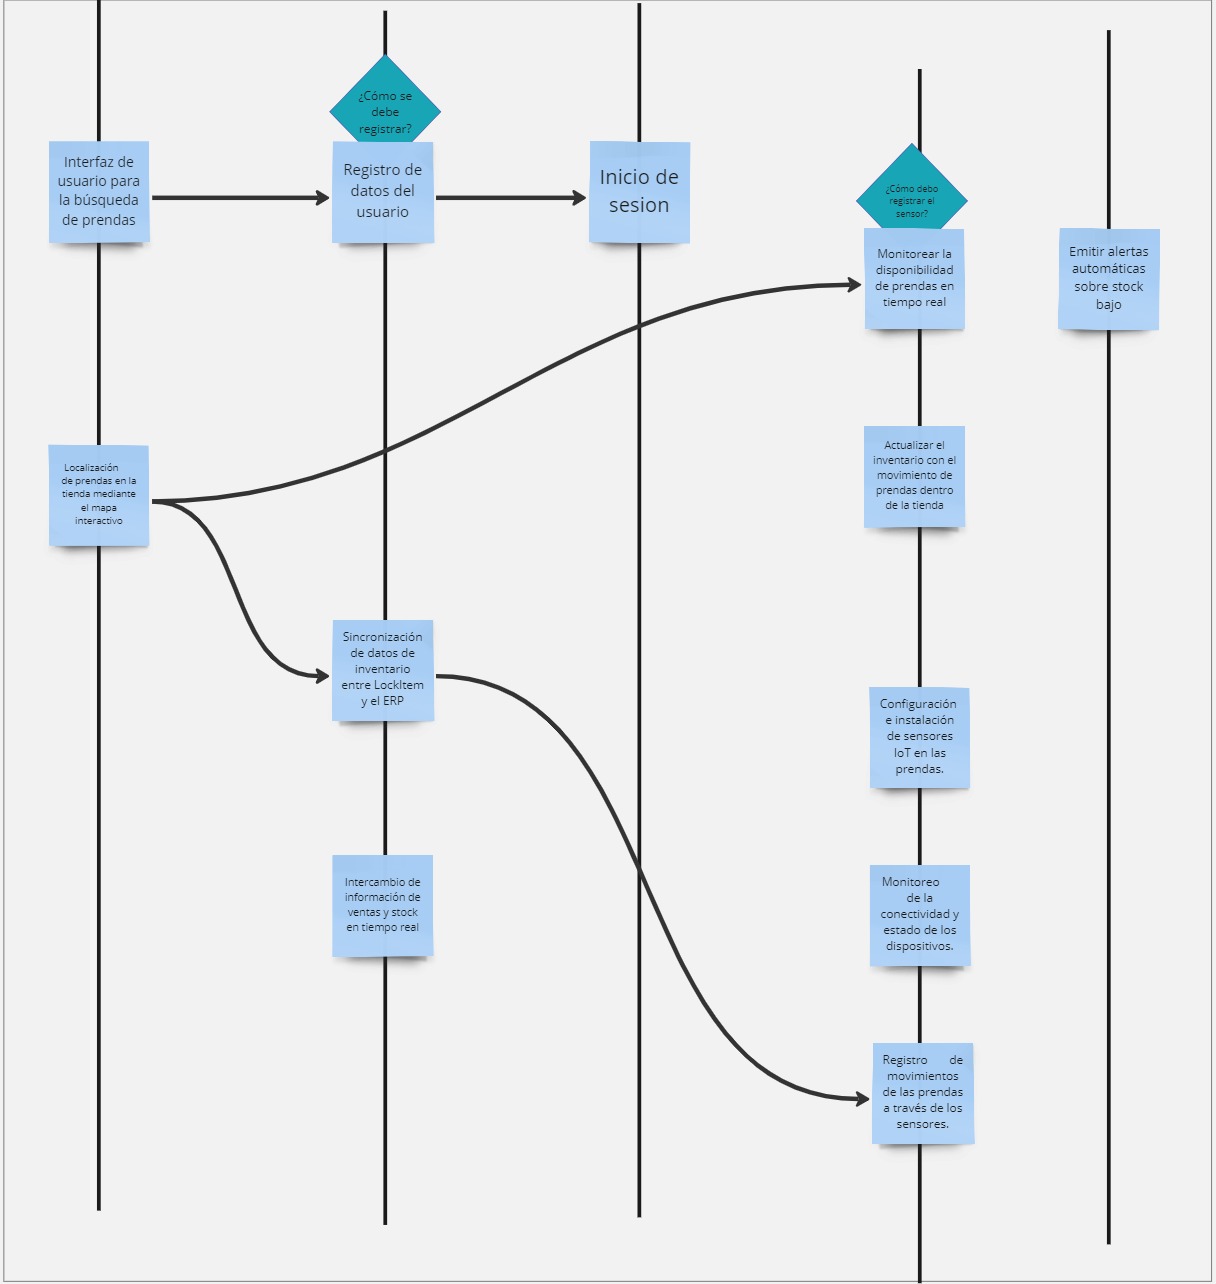 ¿Cómo se
debe
registrar?
Interfaz de
usuario para
la búsqueda
de prendas
Registro de
datos del
usuario
Inicio de
sesion
¿Cómo debo
registrar el
sensor?
Monitorear la
disponibilidad
de prendas en
tiempo real
Emitir alertas
automáticas
sobre stock
bajo
Localización
de prendas en la
tienda mediante
el mapa
interactivo
Actualizar el
inventario con el
movimiento de
prendas dentro
de la tienda
Sincronización
de datos de
inventario
entre LockItem
y el ERP
Configuración
e instalación
de sensores
IoT en las
prendas.
Intercambio de
información de
ventas y stock
en tiempo real
Monitoreo
de la
conectividad y
estado de los
dispositivos.
Registro de
movimientos
de las prendas
a través de los
sensores.